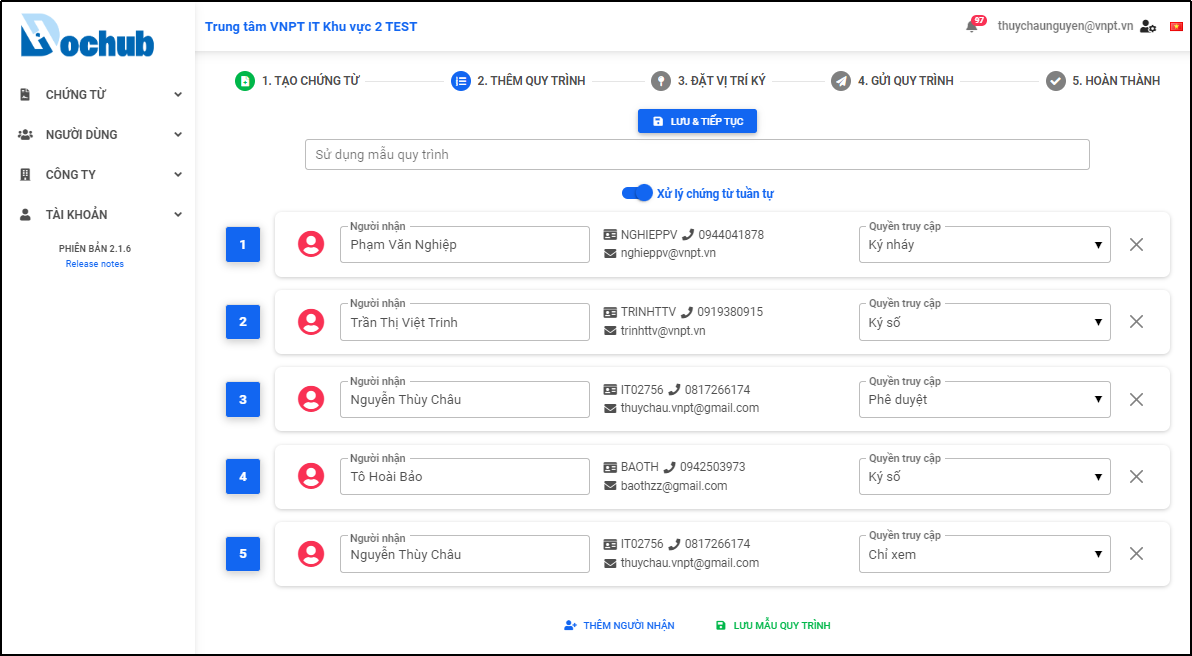 Dochub
Trung tâm VNPT IT Khu vực 2 TEST
97
thuychaunguyen@vnpt.vn
CHỨNG TỪ
NGƯỜI DÙNG
CÔNG TY
TÀI KHOẢN
PHIÊN BẢN 2.1.6
Release notes
1. TẠO CHỨNG TỪ
2. THÊM QUY TRÌNH
3. ĐẶT VỊ TRÍ KÝ
4. GỬI QUY TRÌNH
5. HOÀN THÀNH
LƯU & TIẾP TỤC
Sử dụng mẫu quy trình
Xử lý chứng từ tuần tự
1
Người nhận
Phạm Văn Nghiệp
NGHIEPPV 0944041878
nghieppv@vnpt.vn
Quyền truy cập
Ký nháy
2
Người nhận
Trần Thị Việt Trinh
TRINHTTV 0919380915
trinhttv@vnpt.vn
Quyền truy cập
Ký số
3
Người nhận
Nguyễn Thùy Châu
IT02756 0817266174
thuychau.vnpt@gmail.com
Quyền truy cập
Phê duyệt
4
Người nhận
Tô Hoài Bảo
BAOTH 0942503973
baothzz@gmail.com
Quyền truy cập
Ký số
5
Người nhận
Nguyễn Thùy Châu
IT02756 0817266174
thuychau.vnpt@gmail.com
Quyền truy cập
Chỉ xem
THÊM NGƯỜI NHẬN
LƯU MẪU QUY TRÌNH